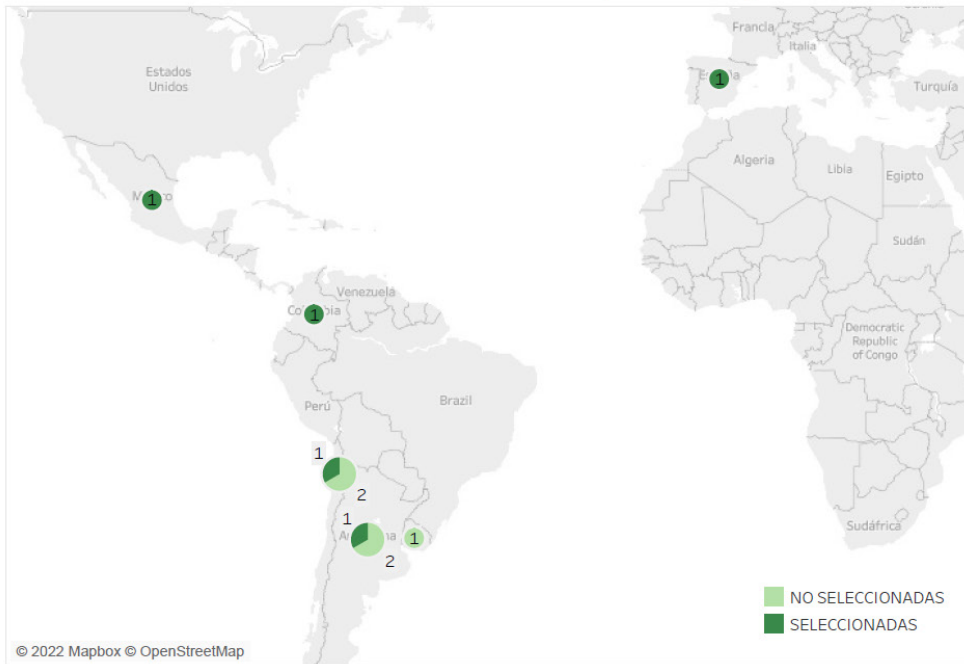 Francia
Italia
Estados
Unidos
1
Turquía
Algeria
Libia
Egipto
1
Sudán
Venezuela
1
Democratic
Republic
of Congo
Perú
Brazil
1
2
1
1
2
Sudáfrica
NO SELECCIONADAS
SELECCIONADAS
© 2022 Mapbox © OpenStreetMap